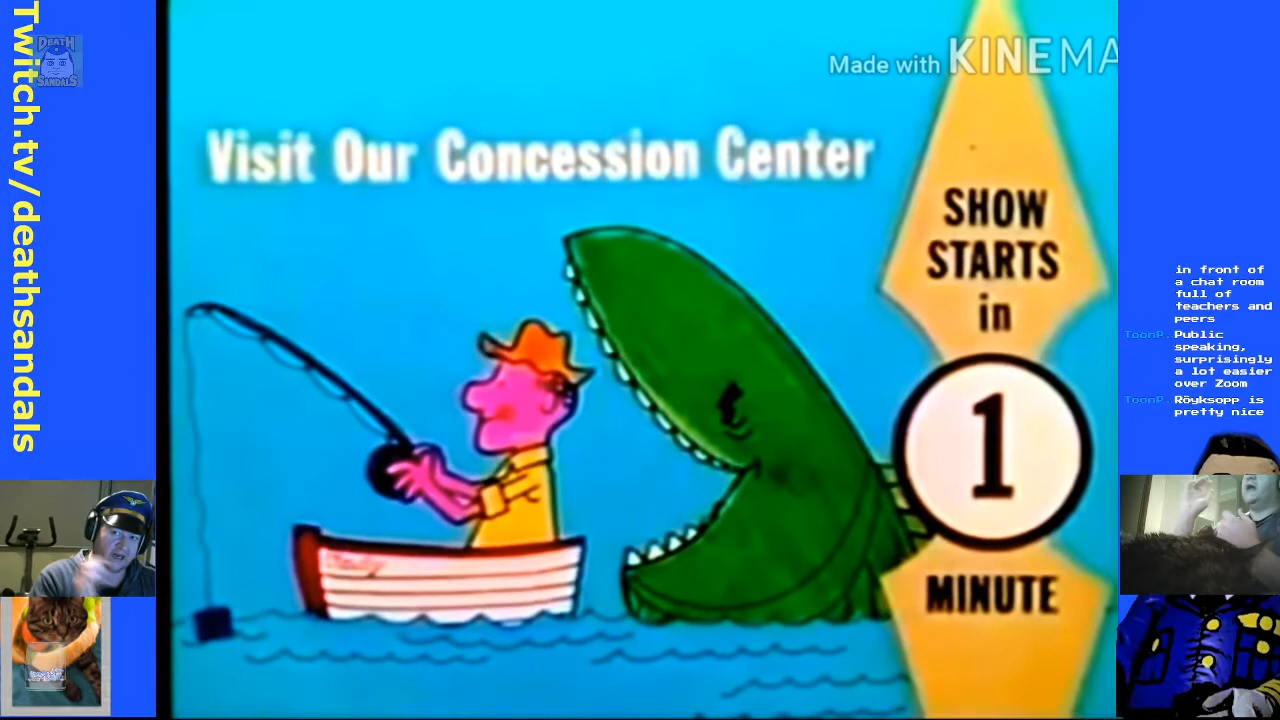 Twitch.tv/deathsandals
DEATH
SANDALS
Made with KINEMA
Visit Our Concession Center
SHOW
STARTS
in
1
MINUTE
in front of
a chat room
full of
teachers and
peers
ToonP. Public
speaking,
surprisingly
a lot easier
over Zoom
ToonP. Röyksopp is
pretty nice